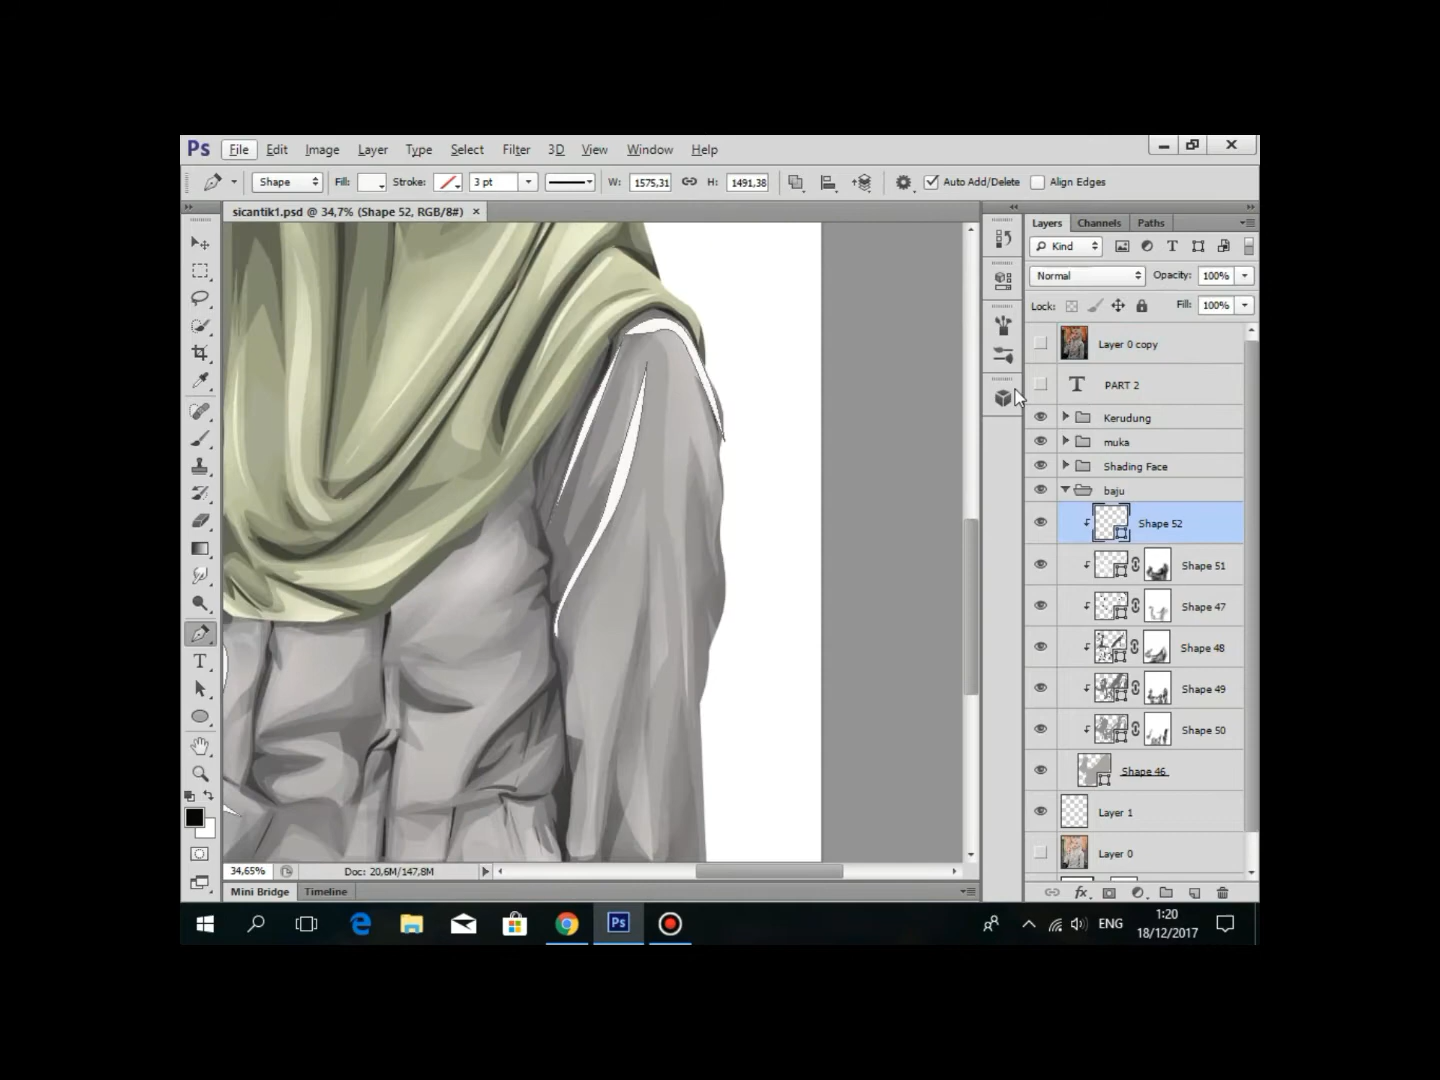 Ps File Edit Image Layer Type Select Filter 3D View Window Help
Shape Fill: Stroke: 3 pt W: 1575,31 H: 1491,38 Auto Add/Delete Align Edges
sicantik1.psd @ 34,7% (Shape 52, RGB/8#) ×
Layers Channels Paths
Kind
Normal Opacity: 100%
Lock: Fill: 100%
Layer 0 copy
T PART 2
Kerudung
muka
Shading Face
baju
Shape 52
Shape 51
Shape 47
Shape 48
Shape 49
Shape 50
Shape 46
Layer 1
Layer 0
34,65% Doc: 20,6M/147,8M
fx
Mini Bridge Timeline
Ps ENG 1:20
18/12/2017